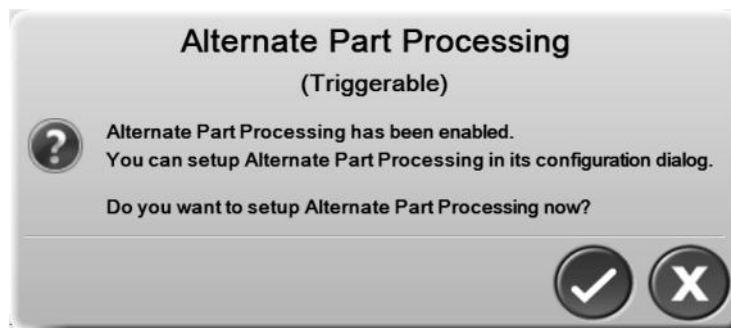 Alternate Part Processing
(Triggerable)
Alternate Part Processing has been enabled.
You can setup Alternate Part Processing in its configuration dialog.
Do you want to setup Alternate Part Processing now?